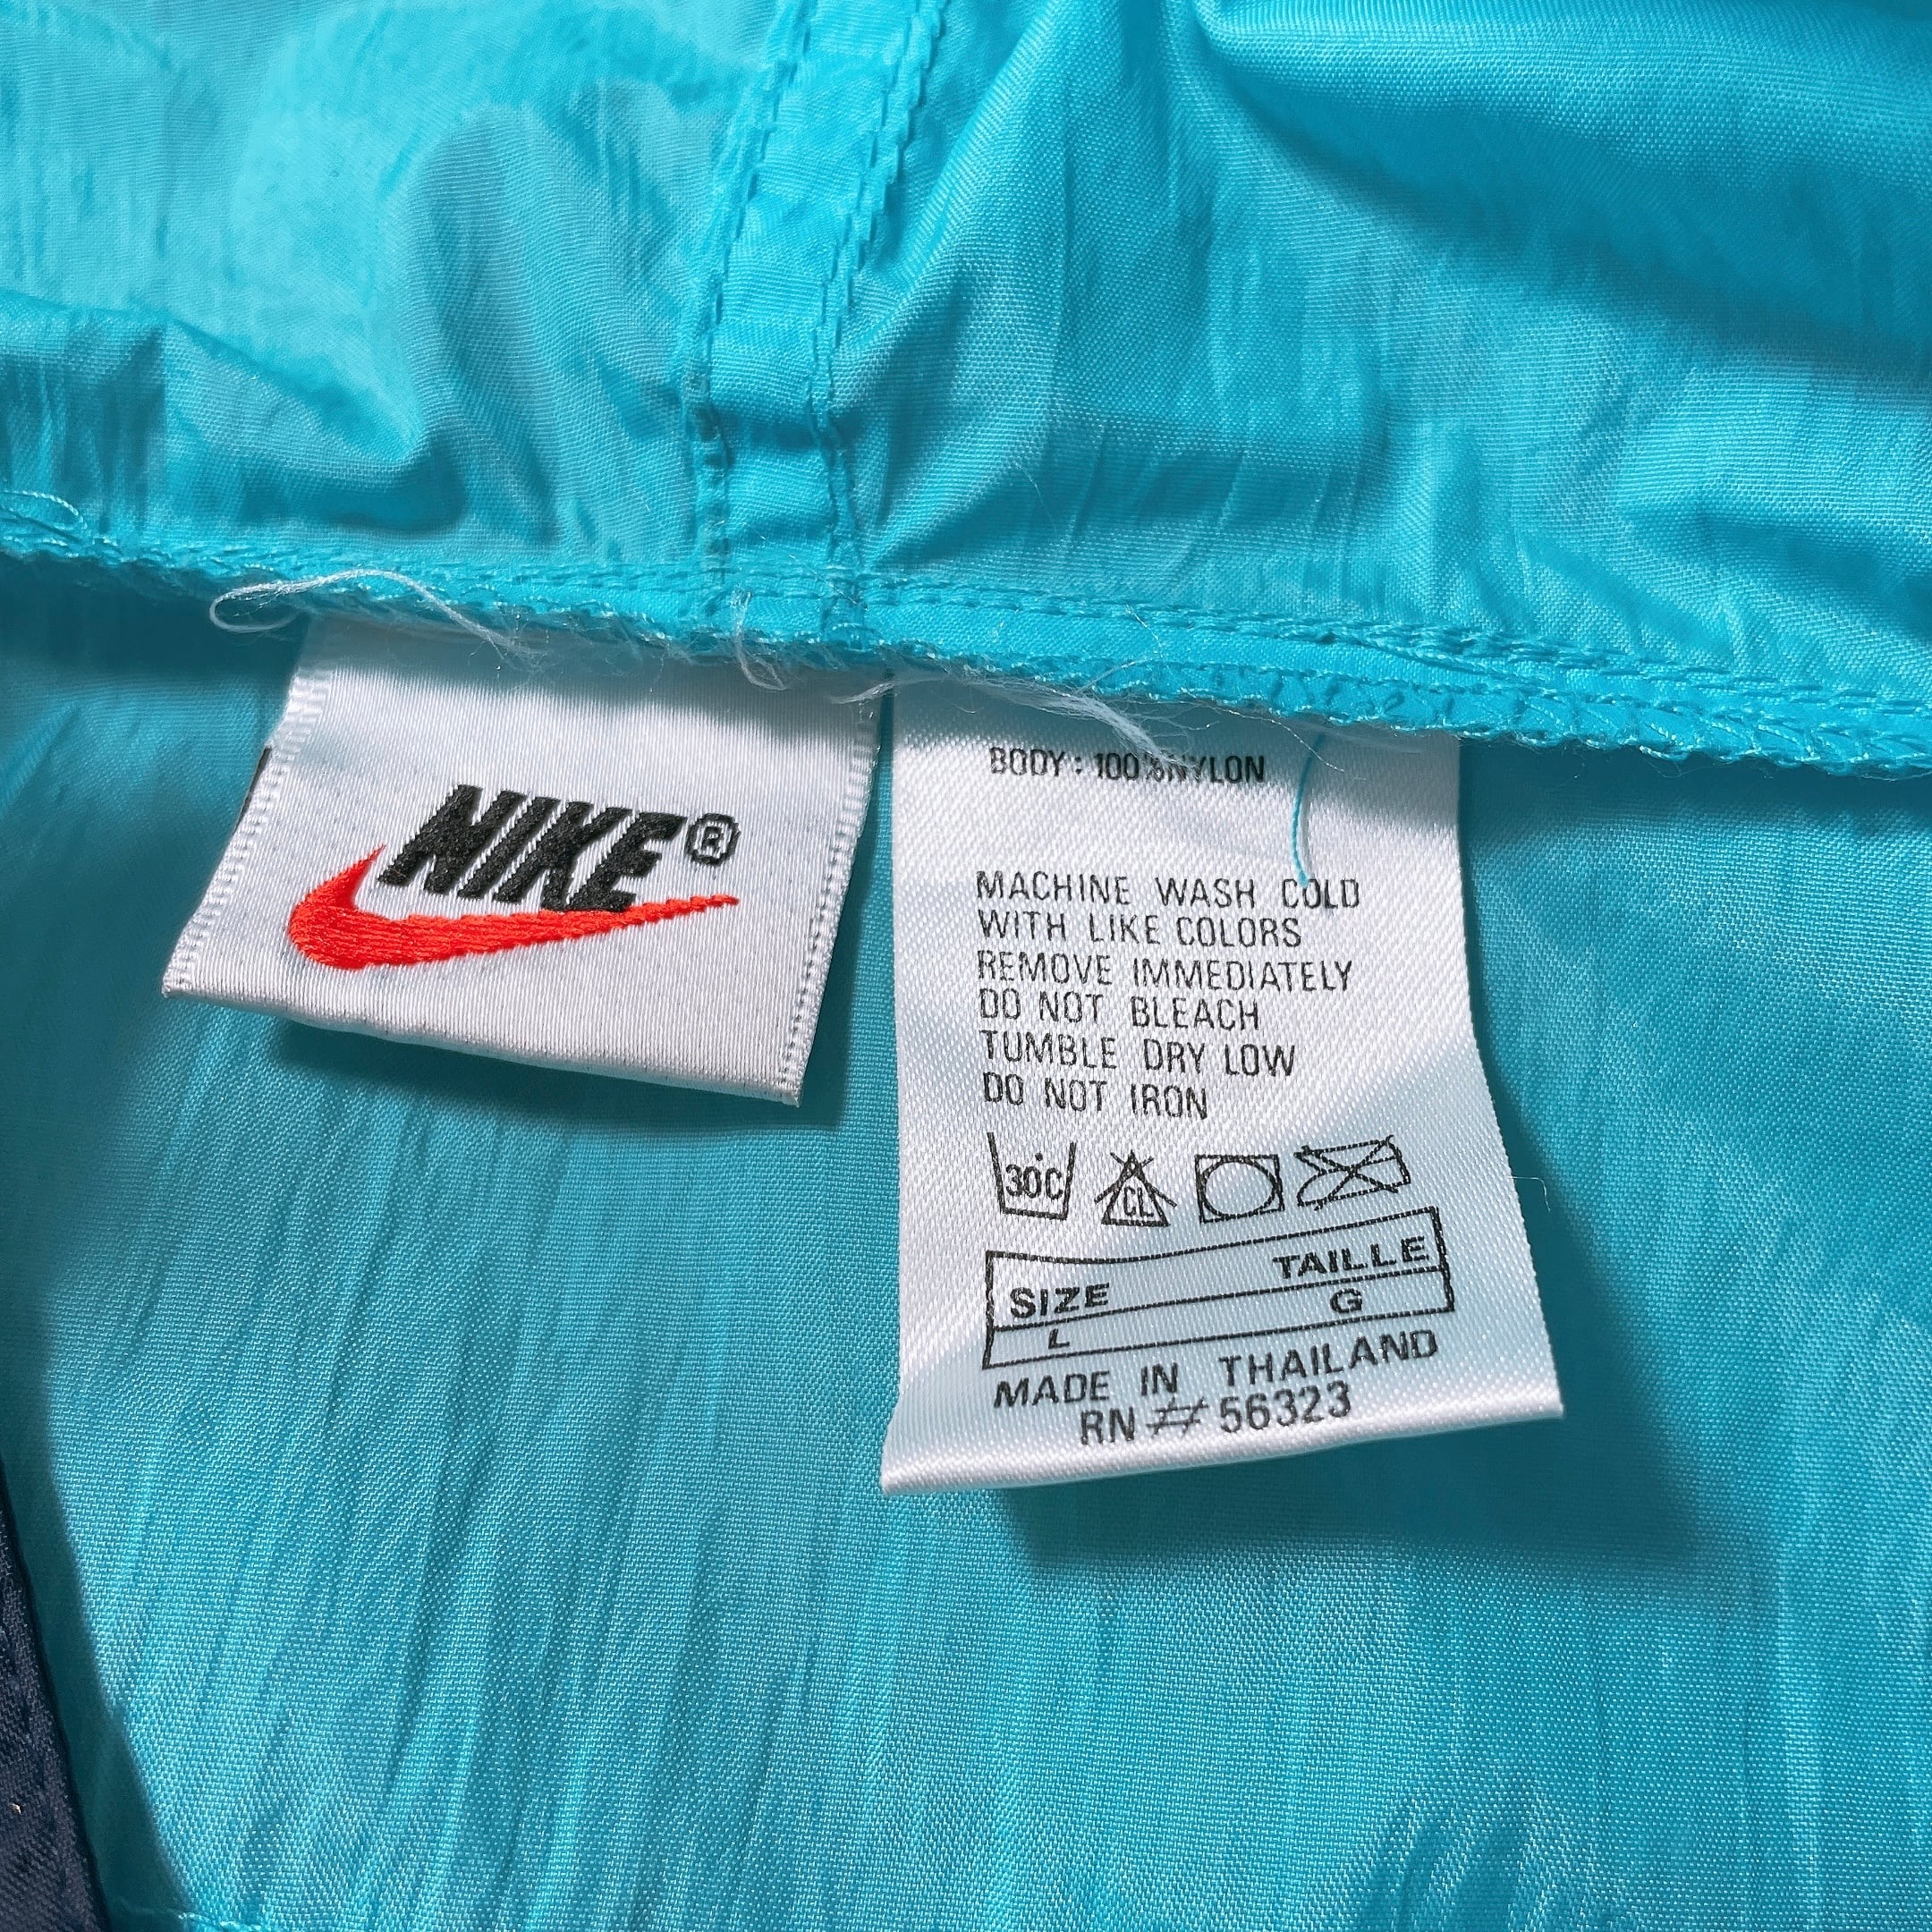 NIKE®
BODY: 100%NYLON
MACHINE WASH COLD
WITH LIKE COLORS
REMOVE IMMEDIATELY
DO NOT BLEACH
TUMBLE DRY LOW
DO NOT IRON
30°C CL
SIZE TAILLE
L G
MADE IN THAILAND
RN# 56323